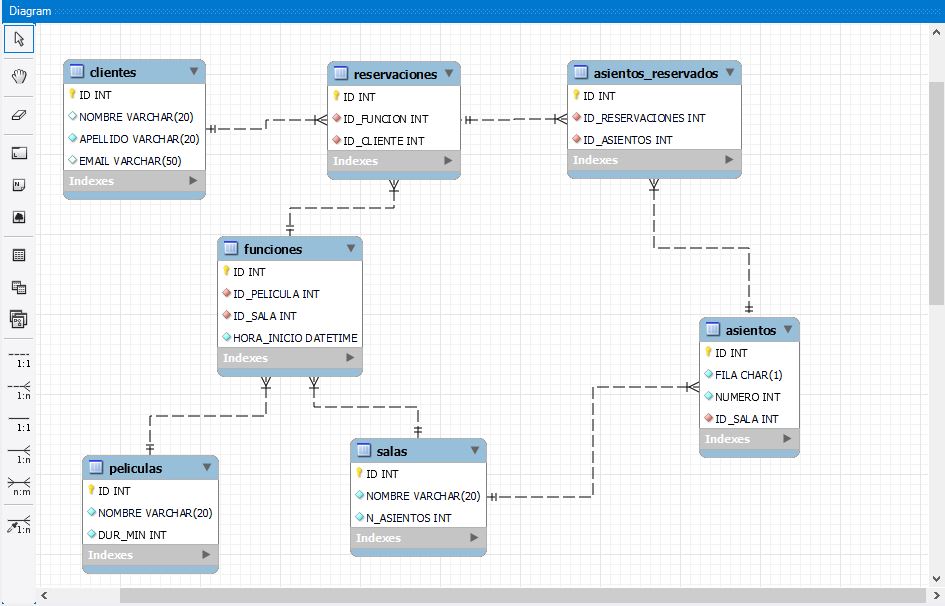 Diagram
clientes
ID INT
NOMBRE VARCHAR(20)
APELLIDO VARCHAR(20)
EMAIL VARCHAR(50)
Indexes
reservaciones
ID INT
ID_FUNCION INT
ID_CLIENTE INT
Indexes
asientos_reservados
ID INT
ID_RESERVACIONES INT
ID_ASIENTOS INT
Indexes
funciones
ID INT
ID_PELICULA INT
ID_SALA INT
HORA_INICIO DATETIME
Indexes
asientos
ID INT
FILA CHAR(1)
NUMERO INT
ID_SALA INT
Indexes
peliculas
ID INT
NOMBRE VARCHAR(20)
DUR_MIN INT
Indexes
salas
ID INT
NOMBRE VARCHAR(20)
N_ASIENTOS INT
Indexes
1:1
1:n
1:1
1:n
n:m
1:n